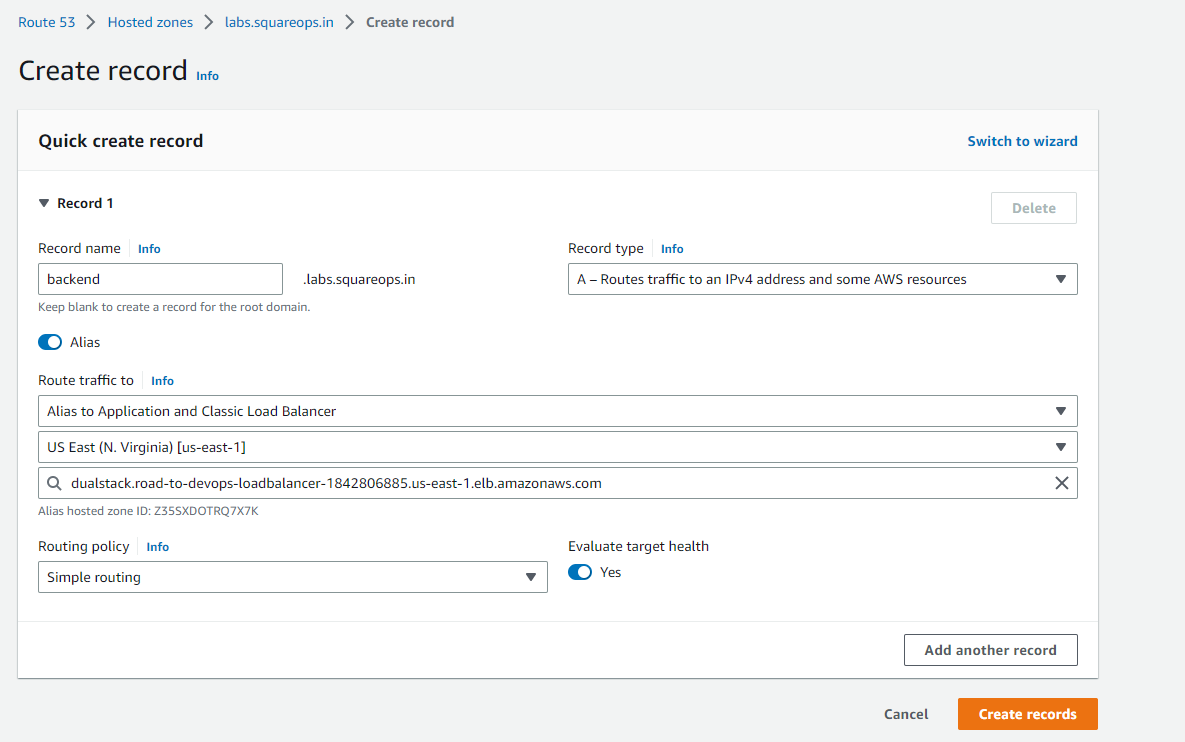 Route 53 > Hosted zones > labs.squareops.in > Create record
Create record Info
Quick create record
Switch to wizard
Record 1
Delete
Record name Info
Record type Info
backend
.labs.squareops.in
A – Routes traffic to an IPv4 address and some AWS resources
Keep blank to create a record for the root domain.
Alias
Route traffic to Info
Alias to Application and Classic Load Balancer
US East (N. Virginia) [us-east-1]
dualstack.road-to-devops-loadbalancer-1842806885.us-east-1.elb.amazonaws.com
Alias hosted zone ID: Z35SXDOTRQ7X7K
Routing policy Info
Evaluate target health
Simple routing
Yes
Add another record
Cancel
Create records